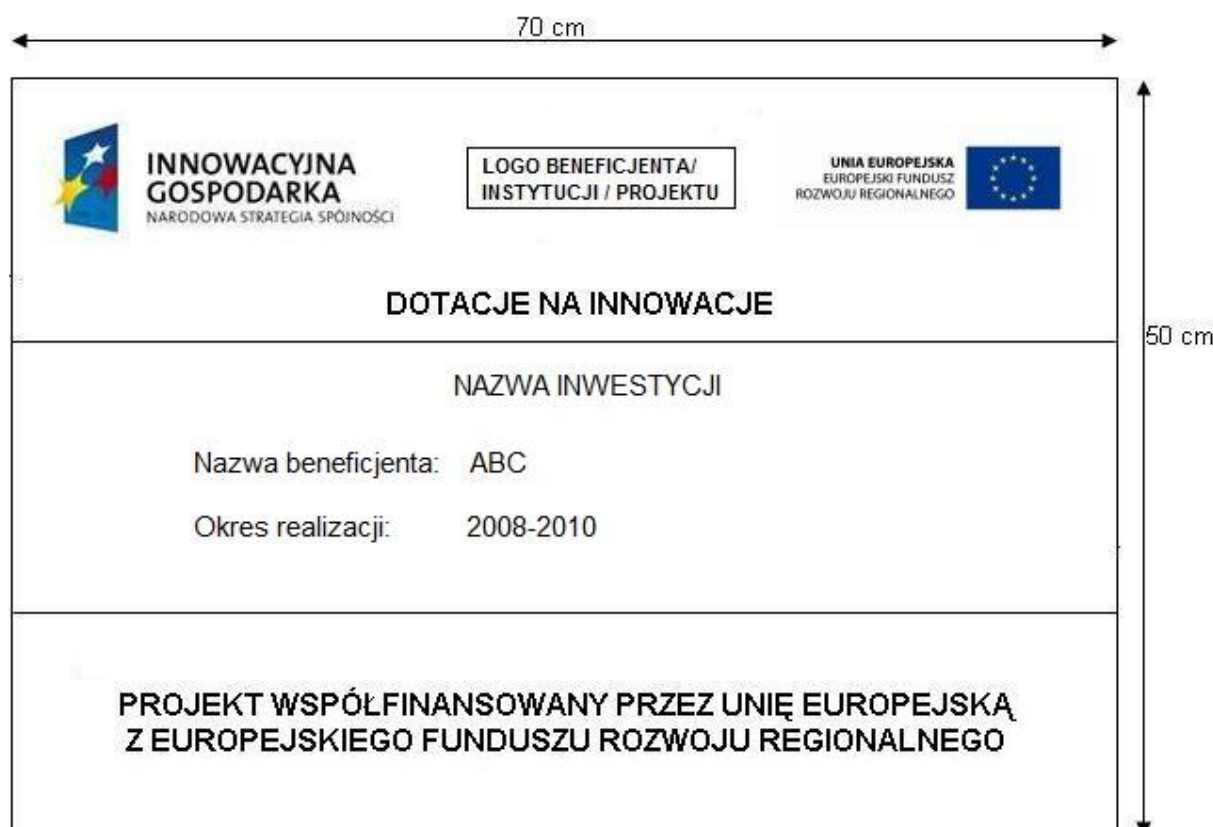 70 cm
INNOWACYJNA
GOSPODARKA
NARODOWA STRATEGIA SPÓJNOŚCI
LOGO BENEFICJENTA/
INSTYTUCJI / PROJEKTU
UNIA EUROPEJSKA
EUROPEJSKI FUNDUSZ
ROZWOJU REGIONALNEGO
DOTACJE NA INNOWACJE
50 cm
NAZWA INWESTYCJI
Nazwa beneficjenta: ABC
Okres realizacji: 2008-2010
PROJEKT WSPÓŁFINANSOWANY PRZEZ UNIĘ EUROPEJSKĄ
Z EUROPEJSKIEGO FUNDUSZU ROZWOJU REGIONALNEGO